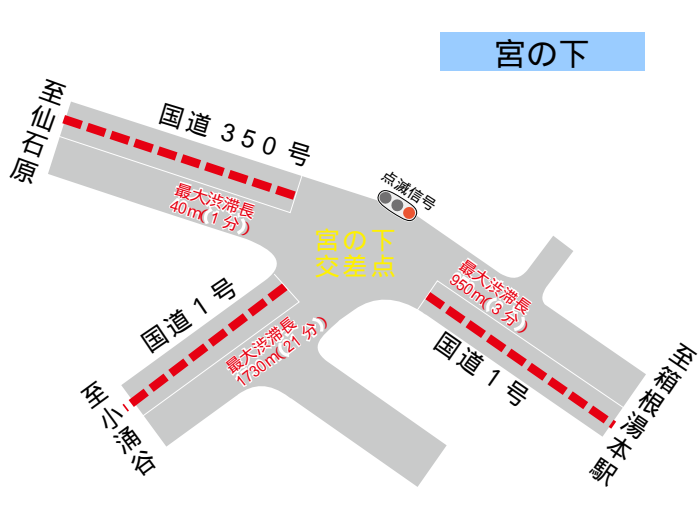 宮の下
至仙石原
国道350号
点滅信号
最大渋滞長
40m(1分)
宮の下
交差点
最大渋滞長
950m(3分)
国道1号
国道1号
最大渋滞長
1730m(21分)
至小涌谷
至箱根湯本駅